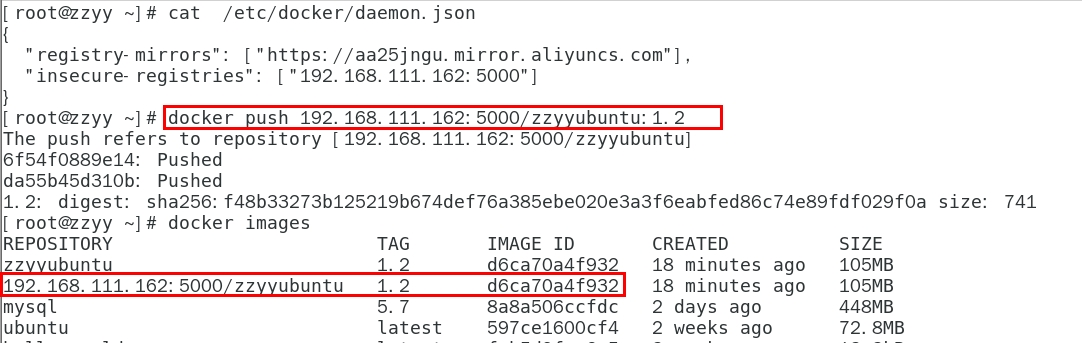 [root@zzyy ~]# cat  /etc/docker/daemon.json
{
  "registry-mirrors": ["https://aa25jngu.mirror.aliyuncs.com"],
  "insecure-registries": ["192.168.111.162:5000"]
}
[root@zzyy ~]# docker push 192.168.111.162:5000/zzyyubuntu:1.2
The push refers to repository [192.168.111.162:5000/zzyyubuntu]
6f54f0889e14: Pushed
da55b45d310b: Pushed
1.2: digest: sha256:f48b33273b125219b674def76a385ebe020e3a3f6eabfed86c74e89fdf029f0a size: 741
[root@zzyy ~]# docker images
REPOSITORY TAG IMAGE ID CREATED SIZE
zzyyubuntu 1.2 d6ca70a4f932 18 minutes ago 105MB
192.168.111.162:5000/zzyyubuntu 1.2 d6ca70a4f932 18 minutes ago 105MB
mysql 5.7 8a8a506ccfdc 2 days ago 448MB
ubuntu latest 597ce1600cf4 2 weeks ago 72.8MB